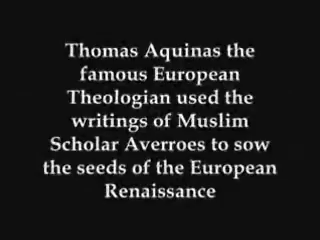 Thomas Aquinas the
famous European
Theologian used the
writings of Muslim
Scholar Averroes to sow
the seeds of the European
Renaissance